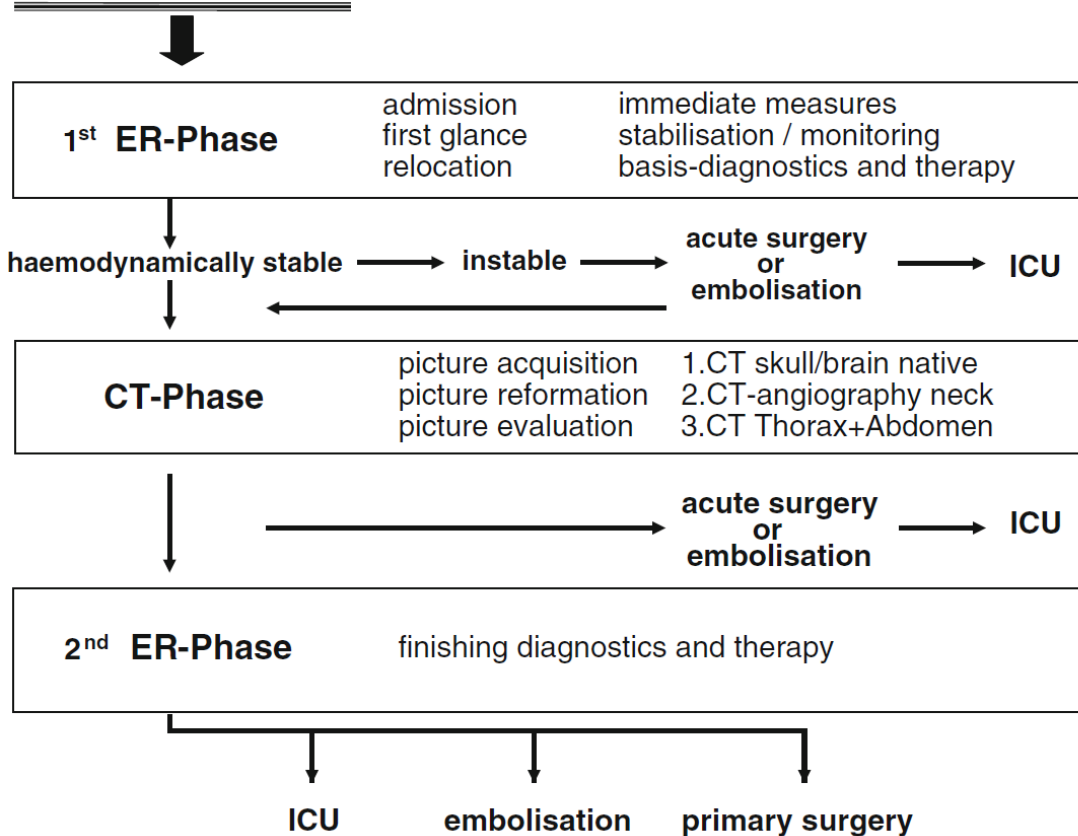 1st ER-Phase
admission immediate measures
first glance stabilisation / monitoring
relocation basis-diagnostics and therapy
haemodynamically stable instable acute surgery or embolisation ICU
CT-Phase
picture acquisition 1.CT skull/brain native
picture reformation 2.CT-angiography neck
picture evaluation 3.CT Thorax+Abdomen
acute surgery
or
embolisation
ICU
2nd ER-Phase finishing diagnostics and therapy
ICU embolisation primary surgery